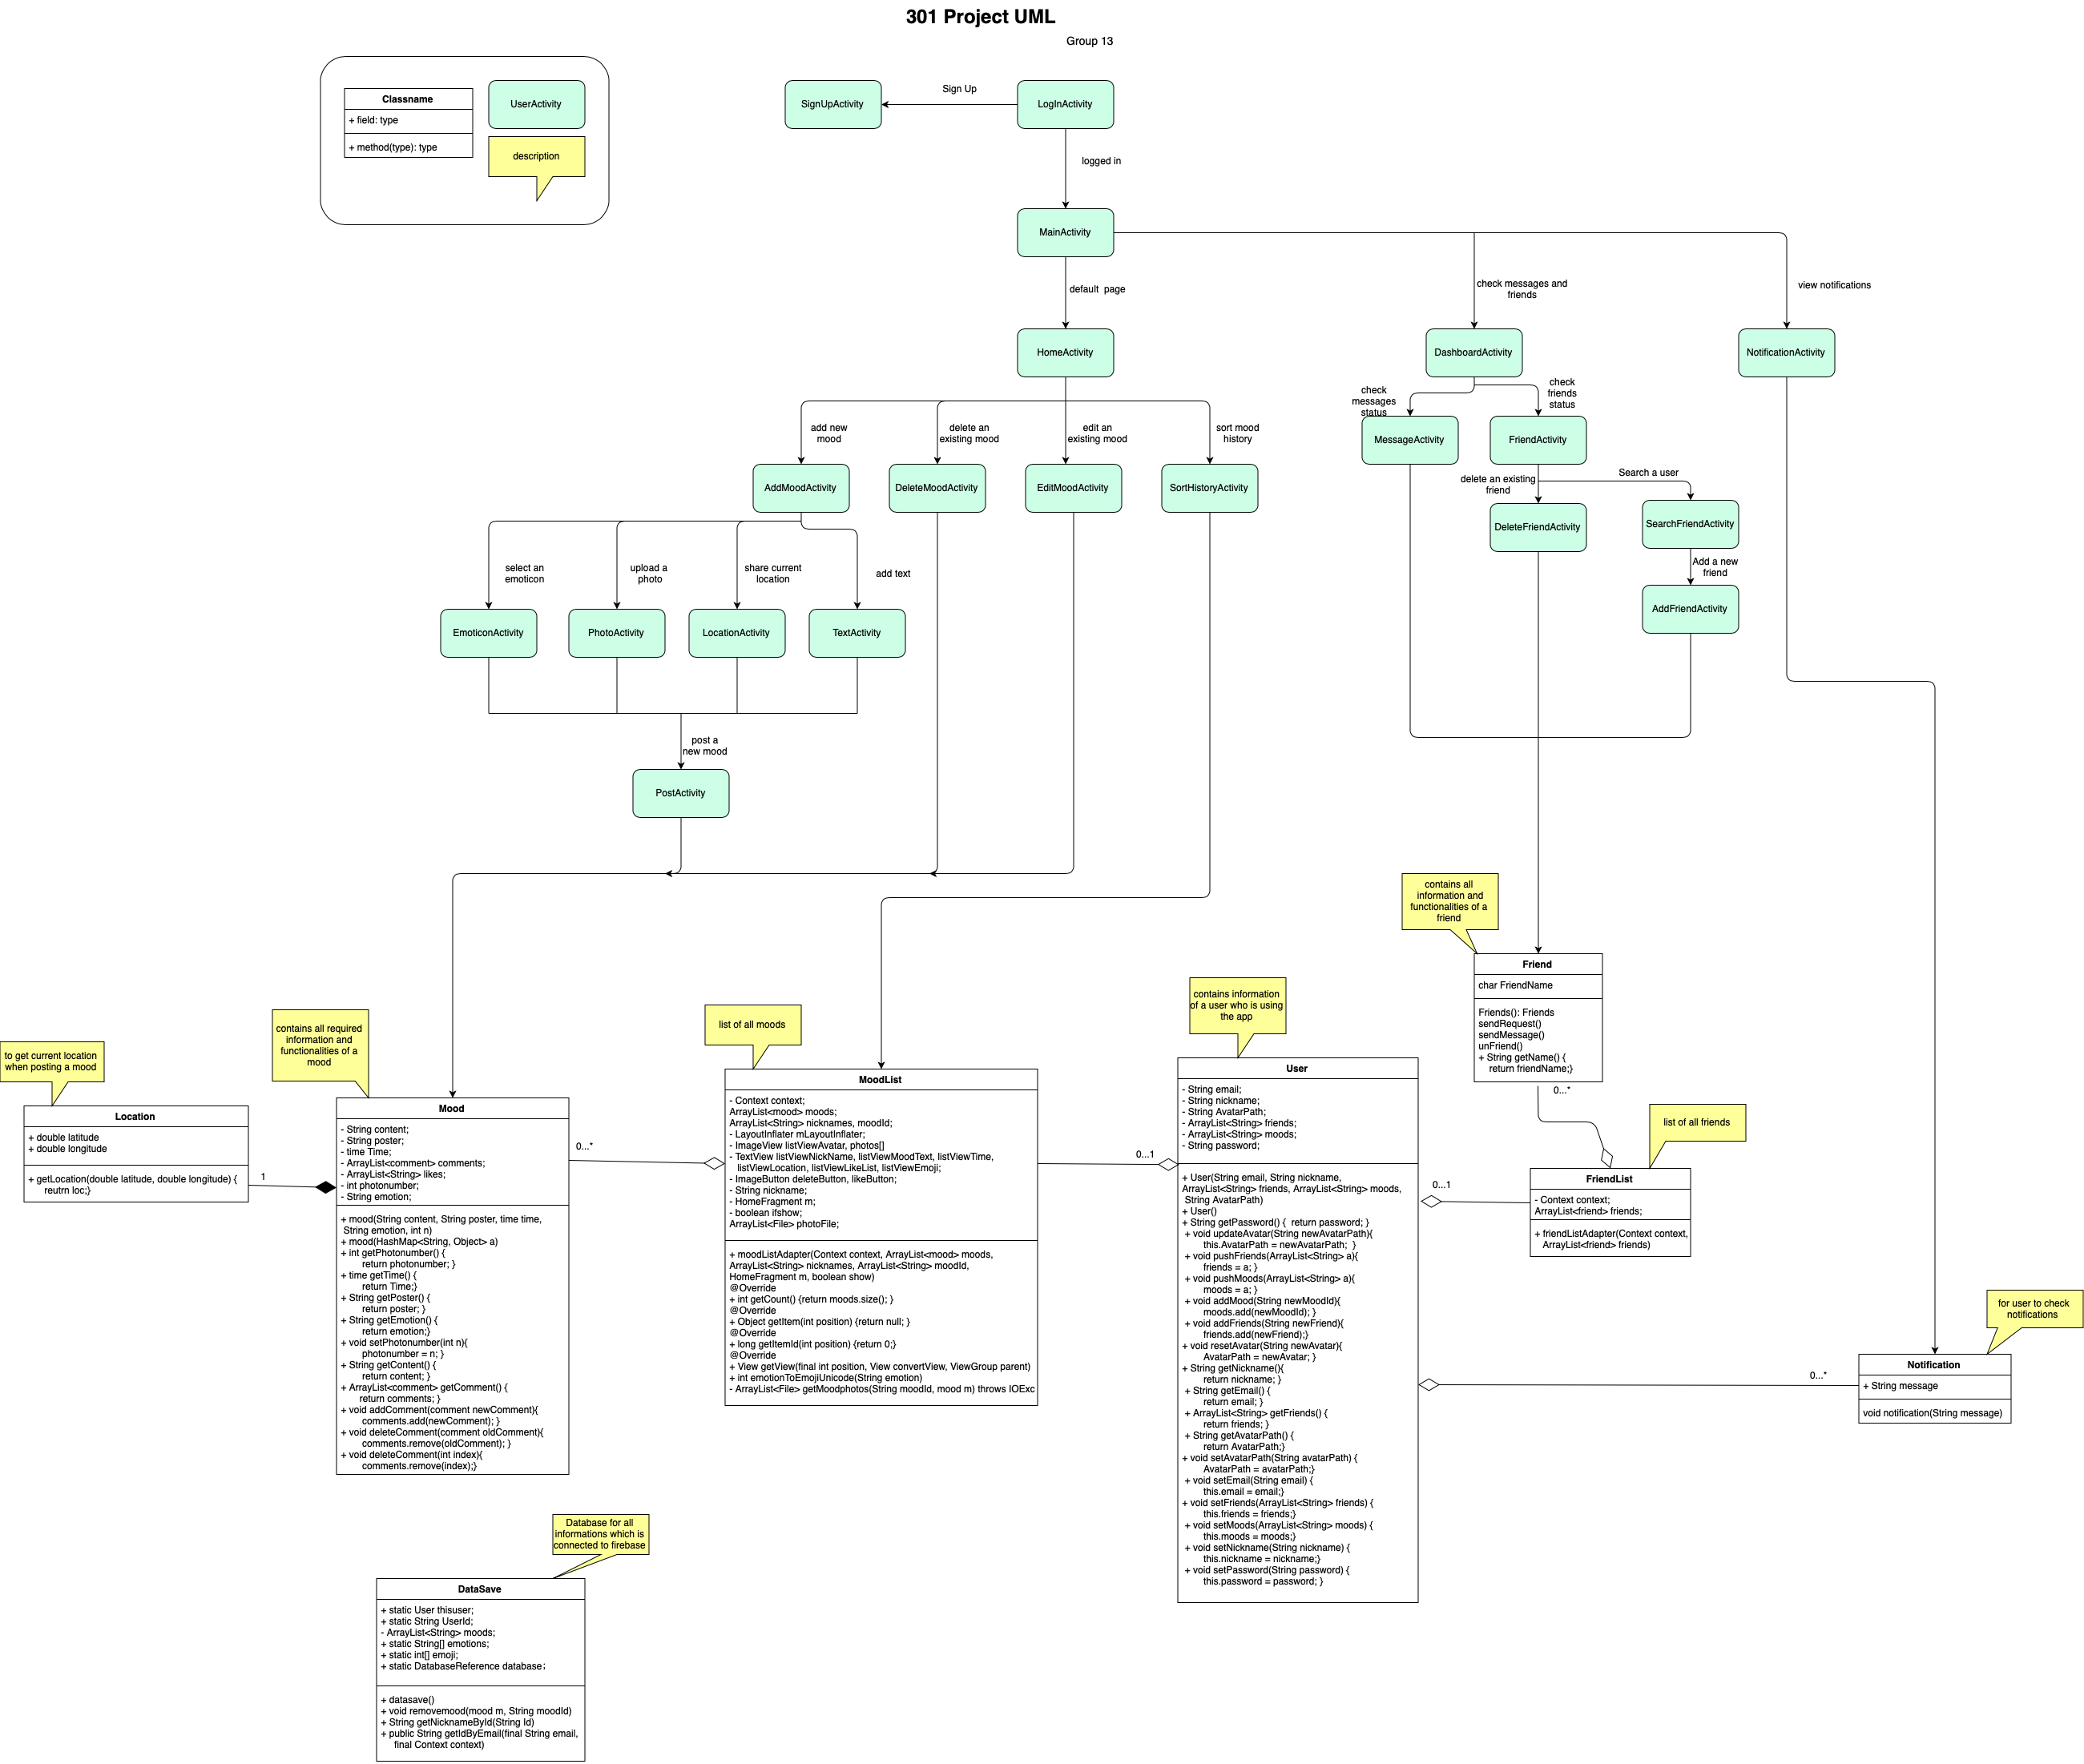 301 Project UML
Group 13
Classname
+ field: type
+ method(type): type
UserActivity
description
SignUpActivity
Sign Up
LogInActivity
logged in
MainActivity
default  page
check messages and
friends
view notifications
HomeActivity
DashboardActivity
NotificationActivity
check
messages
status
check
friends
status
add new
mood
delete an
existing mood
edit an
existing mood
sort mood
history
MessageActivity
FriendActivity
AddMoodActivity
DeleteMoodActivity
EditMoodActivity
SortHistoryActivity
delete an existing
friend
Search a user
DeleteFriendActivity
SearchFriendActivity
Add a new
friend
AddFriendActivity
select an
emoticon
upload a
photo
share current
location
add text
EmoticonActivity
PhotoActivity
LocationActivity
TextActivity
post a
new mood
PostActivity
contains all
information and
functionalities of a
friend
Friend
char FriendName
Friends(): Friends
sendRequest()
sendMessage()
unFriend()
+ String getName() {
return friendName;}
0...*
list of all friends
FriendList
- Context context;
ArrayList<friend> friends;
+ friendListAdapter(Context context,
ArrayList<friend> friends)
0...1
to get current location
when posting a mood
Location
+ double latitude
+ double longitude
+ getLocation(double latitude, double longitude) {
reutrn loc;}
1
contains all required
information and
functionalities of a
mood
Mood
- String content;
- String poster;
- time Time;
- ArrayList<comment> comments;
- ArrayList<String> likes;
- int photonumber;
- String emotion;
+ mood(String content, String poster, time time,
String emotion, int n)
+ mood(HashMap<String, Object> a)
+ int getPhotonumber() {
return photonumber; }
+ time getTime() {
return Time;}
+ String getPoster() {
return poster; }
+ String getEmotion() {
return emotion;}
+ void setPhotonumber(int n){
photonumber = n; }
+ String getContent() {
return content; }
+ ArrayList<comment> getComment() {
return comments; }
+ void addComment(comment newComment){
comments.add(newComment); }
+ void deleteComment(comment oldComment){
comments.remove(oldComment); }
+ void deleteComment(int index){
comments.remove(index);}
0...*
list of all moods
MoodList
- Context context;
ArrayList<mood> moods;
ArrayList<String> nicknames, moodId;
- LayoutInflater mLayoutInflater;
- ImageView listViewAvatar, photos[]
- TextView listViewNickName, listViewMoodText, listViewTime,
listViewLocation, listViewLikeList, listViewEmoji;
- ImageButton deleteButton, likeButton;
- String nickname;
- HomeFragment m;
- boolean ifshow;
ArrayList<File> photoFile;
+ moodListAdapter(Context context, ArrayList<mood> moods,
ArrayList<String> nicknames, ArrayList<String> moodId,
HomeFragment m, boolean show)
@Override
+ int getCount() {return moods.size(); }
@Override
+ Object getItem(int position) {return null; }
@Override
+ long getItemId(int position) {return 0;}
@Override
+ View getView(final int position, View convertView, ViewGroup parent)
+ int emotionToEmojiUnicode(String emotion)
- ArrayList<File> getMoodphotos(String moodId, mood m) throws IOExc
0...1
contains information
of a user who is using
the app
User
- String email;
- String nickname;
- String AvatarPath;
- ArrayList<String> friends;
- ArrayList<String> moods;
- String password;
+ User(String email, String nickname,
ArrayList<String> friends, ArrayList<String> moods,
String AvatarPath)
+ User()
+ String getPassword() {  return password; }
+ void updateAvatar(String newAvatarPath){
this.AvatarPath = newAvatarPath;  }
+ void pushFriends(ArrayList<String> a){
friends = a; }
+ void pushMoods(ArrayList<String> a){
moods = a; }
+ void addMood(String newMoodId){
moods.add(newMoodId); }
+ void addFriends(String newFriend){
friends.add(newFriend);}
+ void resetAvatar(String newAvatar){
AvatarPath = newAvatar; }
+ String getNickname(){
return nickname; }
+ String getEmail() {
return email; }
+ ArrayList<String> getFriends() {
return friends; }
+ String getAvatarPath() {
return AvatarPath;}
+ void setAvatarPath(String avatarPath) {
AvatarPath = avatarPath;}
+ void setEmail(String email) {
this.email = email;}
+ void setFriends(ArrayList<String> friends) {
this.friends = friends;}
+ void setMoods(ArrayList<String> moods) {
this.moods = moods;}
+ void setNickname(String nickname) {
this.nickname = nickname;}
+ void setPassword(String password) {
this.password = password; }
0...*
for user to check
notifications
Notification
+ String message
void notification(String message)
Database for all
informations which is
connected to firebase
DataSave
+ static User thisuser;
+ static String UserId;
- ArrayList<String> moods;
+ static String[] emotions;
+ static int[] emoji;
+ static DatabaseReference database;
+ datasave()
+ void removemood(mood m, String moodId)
+ String getNicknameById(String Id)
+ public String getIdByEmail(final String email,
final Context context)